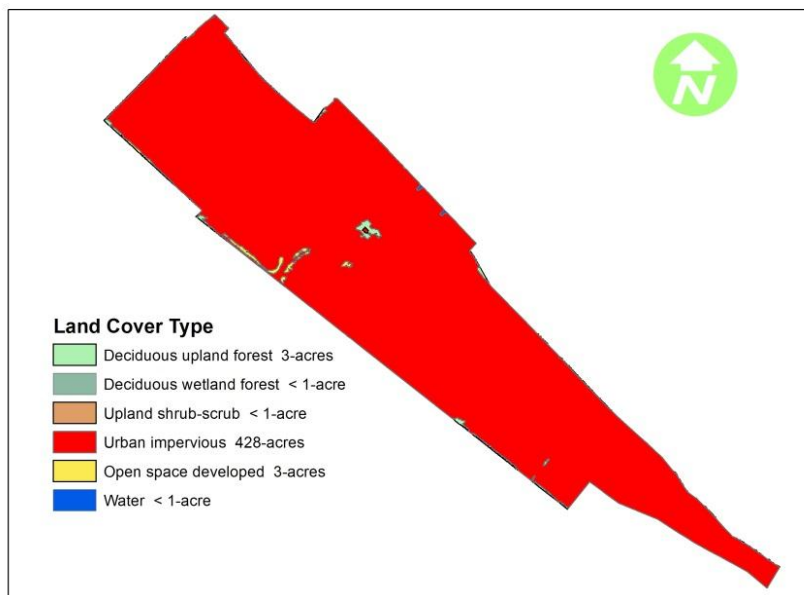 N
Land Cover Type
Deciduous upland forest 3-acres
Deciduous wetland forest < 1-acre
Upland shrub-scrub < 1-acre
Urban impervious 428-acres
Open space developed 3-acres
Water < 1-acre